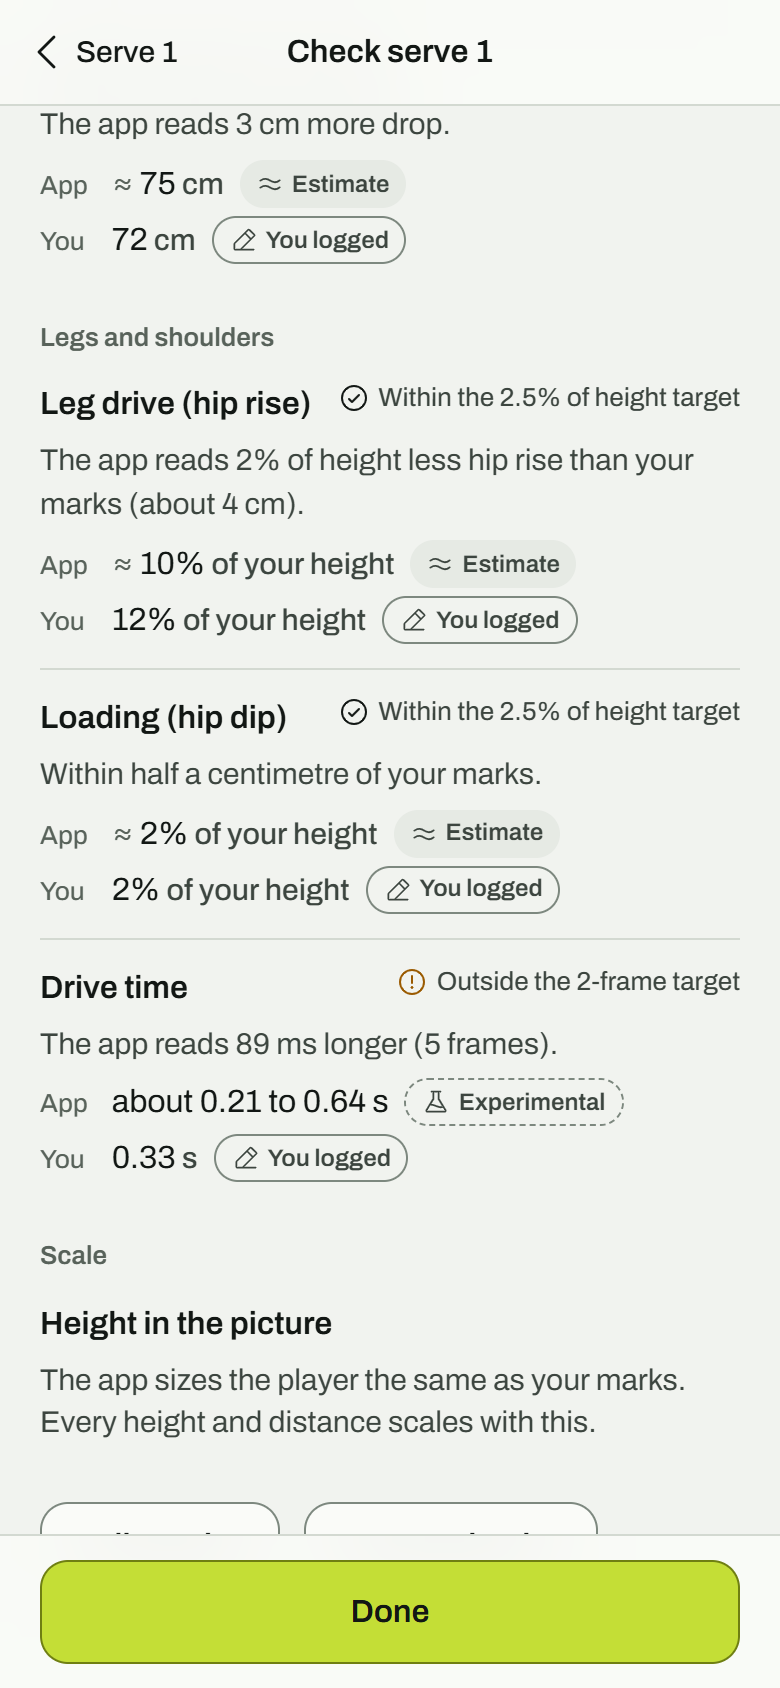 Serve 1
Check serve 1
The app reads 3 cm more drop.
App ≈ 75 cm Estimate
You 72 cm You logged
Legs and shoulders
Leg drive (hip rise) Within the 2.5% of height target
The app reads 2% of height less hip rise than your
marks (about 4 cm).
App ≈ 10% of your height Estimate
You 12% of your height You logged
Loading (hip dip) Within the 2.5% of height target
Within half a centimetre of your marks.
App ≈ 2% of your height Estimate
You 2% of your height You logged
Drive time Outside the 2-frame target
The app reads 89 ms longer (5 frames).
App about 0.21 to 0.64 s Experimental
You 0.33 s You logged
Scale
Height in the picture
The app sizes the player the same as your marks.
Every height and distance scales with this.
Done